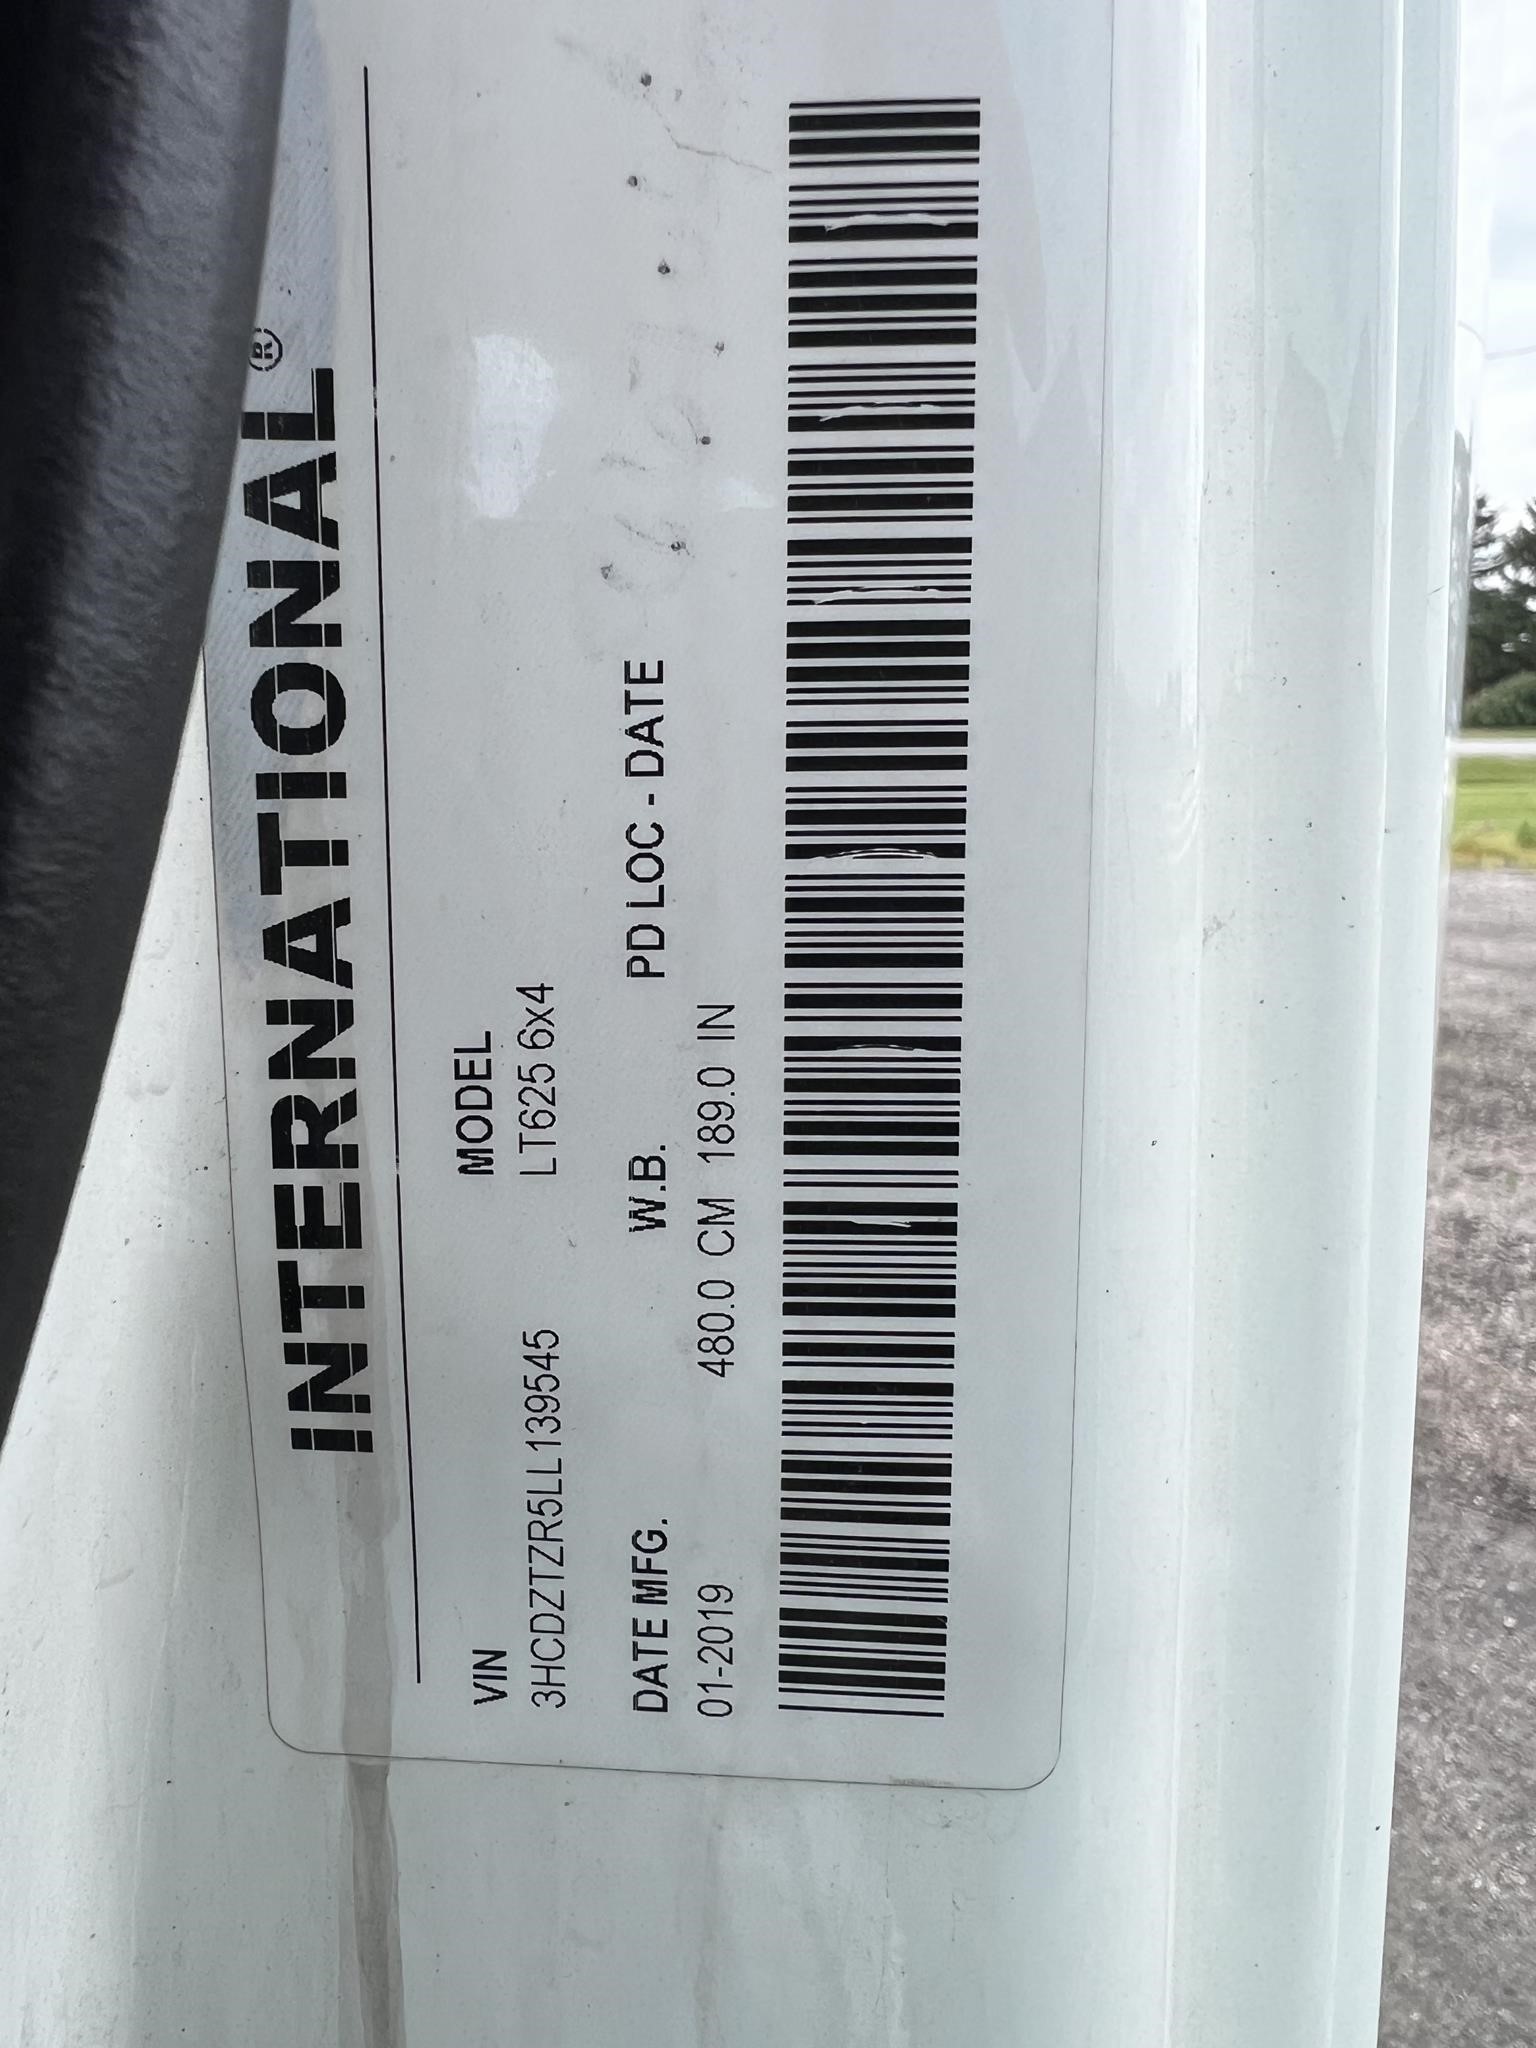 INTERNATIONAL®
VIN MODEL
3HCDZTZR5LL139545 LT625 6x4
DATE MFG. W.B. PD LOC - DATE
01-2019 480.0 CM 189.0 IN